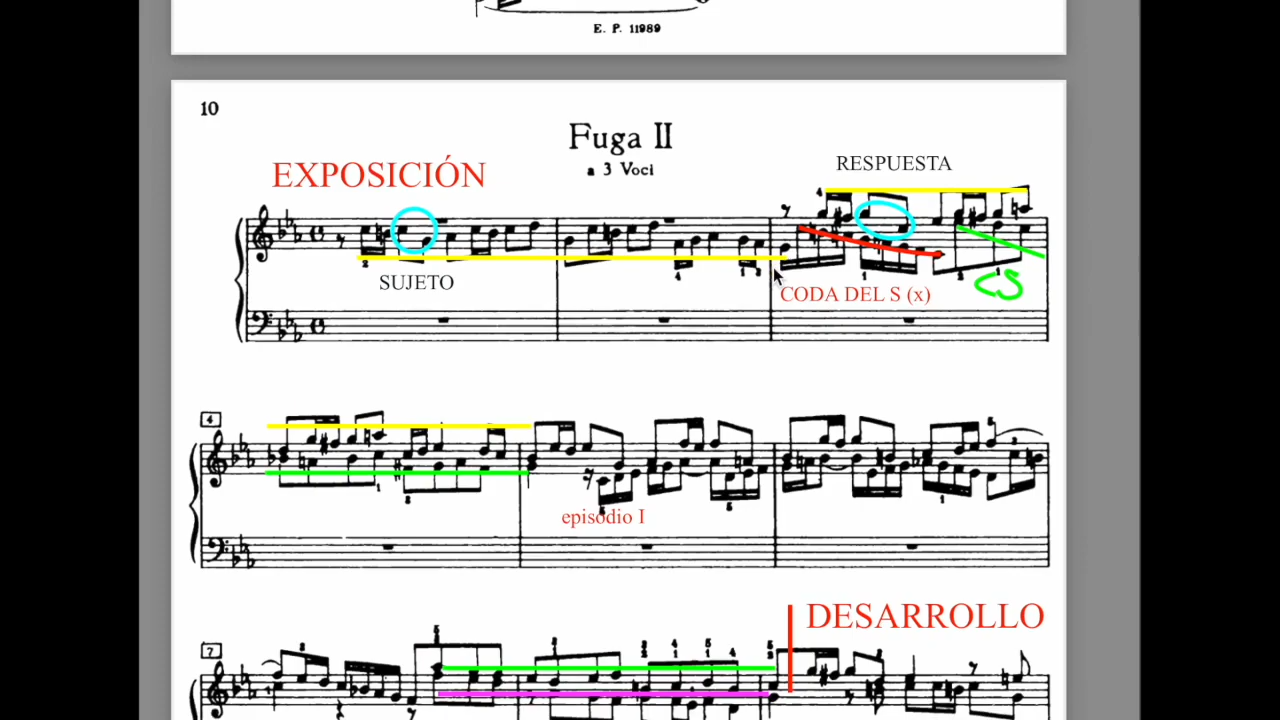 E. P. 11989
10
Fuga II
a 3 Voci
EXPOSICIÓN
RESPUESTA
SUJETO
CODA DEL S (x)
CS
4
episodio I
7
DESARROLLO